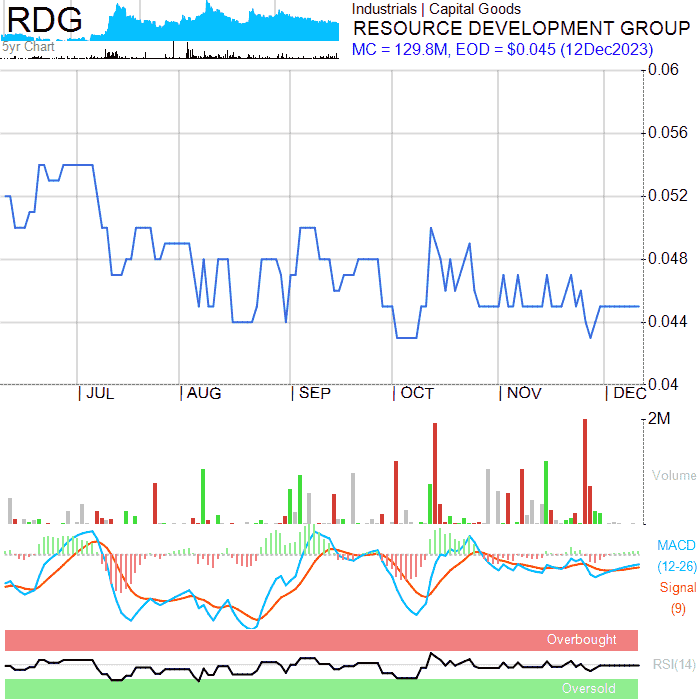 RDG
5yr Chart
Industrials | Capital Goods
RESOURCE DEVELOPMENT GROUP
MC = 129.8M, EOD = $0.045 (12Dec2023)
0.06
0.056
0.052
0.048
0.044
0.04
| JUL | AUG | SEP | OCT | NOV | DEC
2M
Volume
MACD
(12-26)
Signal
(9)
Overbought
RSI(14)
Oversold